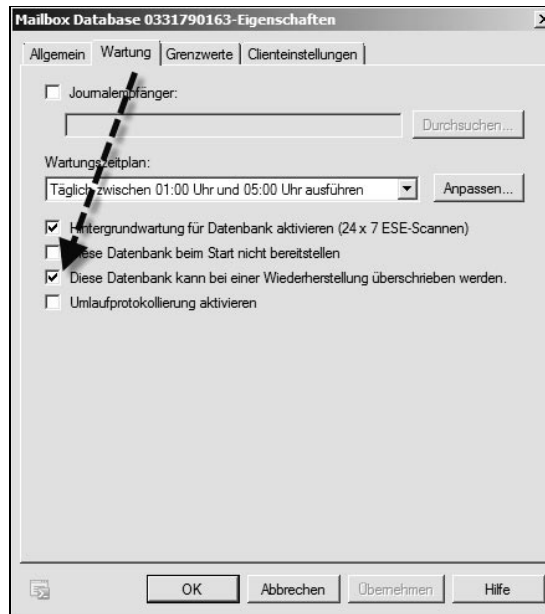 Mailbox Database 0331790163-Eigenschaften
Allgemein Wartung Grenzwerte Clienteinstellungen
Journalempfänger:
Durchsuchen...
Wartungszeitplan:
Täglich zwischen 01:00 Uhr und 05:00 Uhr ausführen Anpassen...
Hintergrundwartung für Datenbank aktivieren (24 x 7 ESE-Scannen)
Diese Datenbank beim Start nicht bereitstellen
Diese Datenbank kann bei einer Wiederherstellung überschrieben werden.
Umlaufprotokollierung aktivieren
OK Abbrechen Übernehmen Hilfe